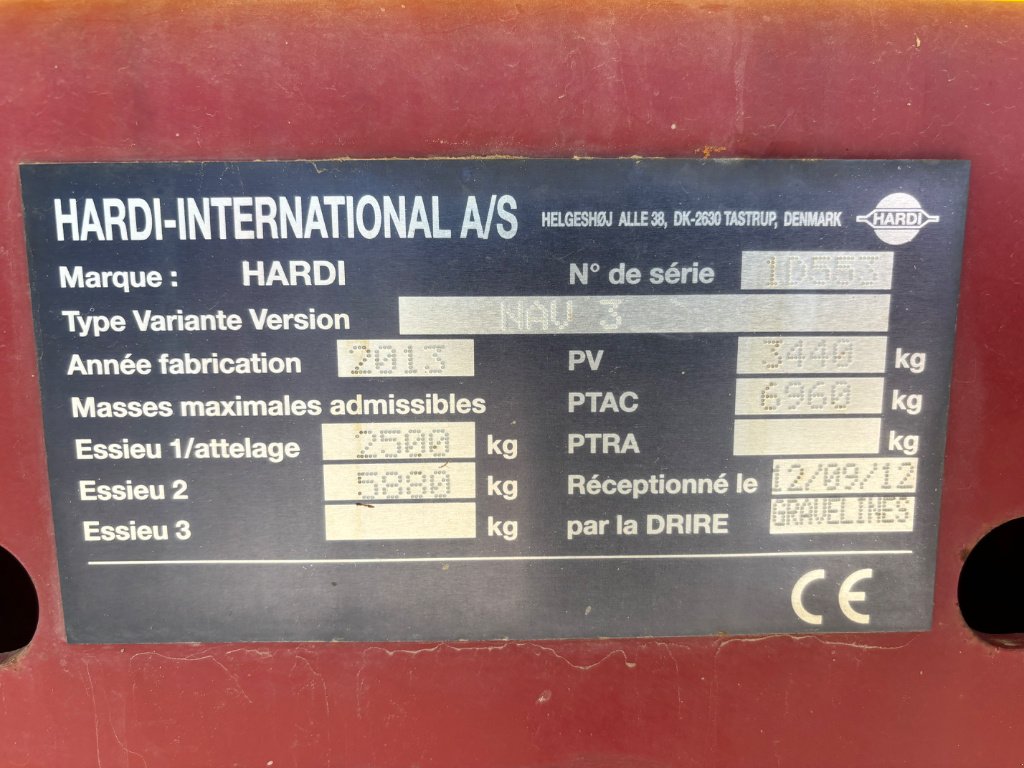 HARDI-INTERNATIONAL A/S HELGESHØJ ALLE 38, DK-2630 TASTRUP, DENMARK HARDI
Marque : HARDI N° de série 1D553
Type Variante Version NAV 3
Année fabrication 2013 PV 3440 kg
Masses maximales admissibles PTAC 6960 kg
Essieu 1/attelage 2500 kg PTRA kg
Essieu 2 5880 kg Réceptionné le 12/09/12
Essieu 3 kg par la DRIRE GRAVELINES
CE